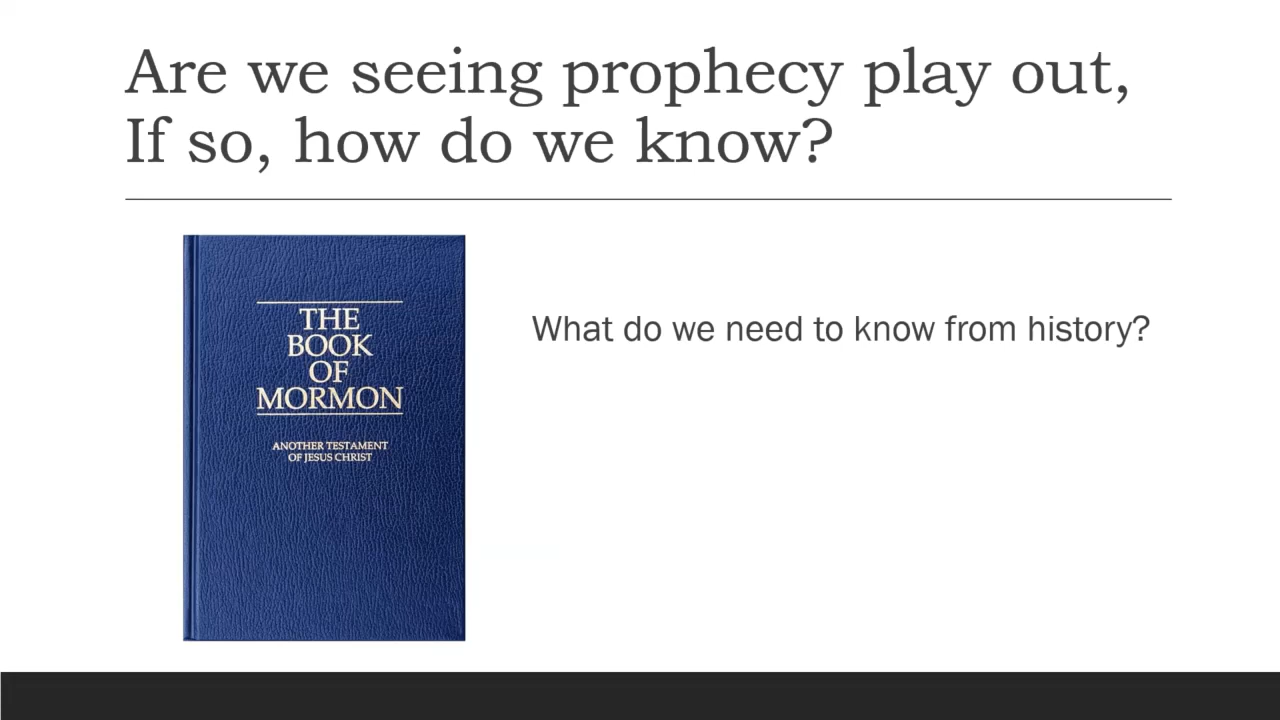 Are we seeing prophecy play out,
If so, how do we know?
THE
BOOK
OF
MORMON
ANOTHER TESTAMENT
OF JESUS CHRIST
What do we need to know from history?